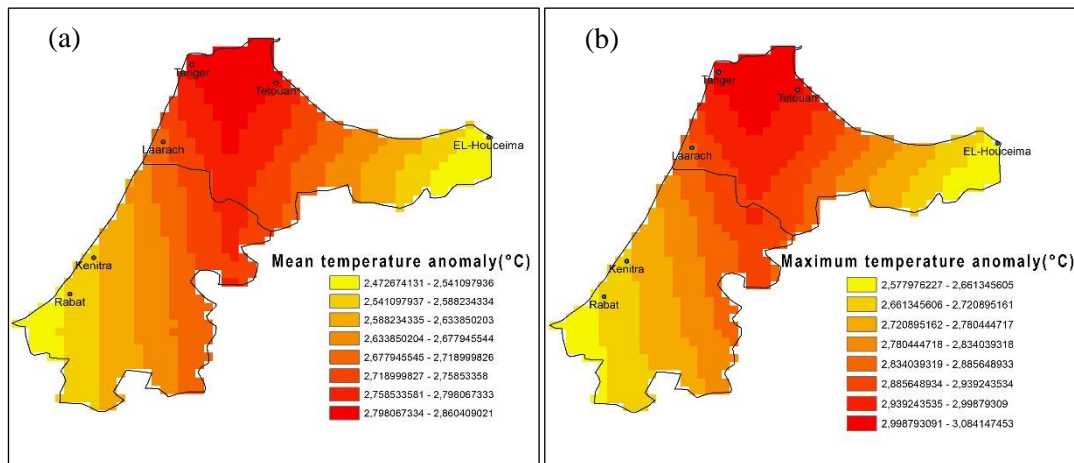 (a)
Tanger
Tetouam
Laarach
EL-Houceima
Kenitra
Rabat
Mean temperature anomaly(°C)
2,472674131 - 2,541097936
2,541097937 - 2,588234334
2,588234335 - 2,633850203
2,633850204 - 2,677945544
2,677945545 - 2,718999826
2,718999827 - 2,75853358
2,758533581 - 2,798067333
2,798067334 - 2,860409021
(b)
Tanger
Tetouam
Laarach
EL-Houceima
Kenitra
Rabat
Maximum temperature anomaly(°C)
2,577976227 - 2,661345605
2,661345606 - 2,720895161
2,720895162 - 2,780444717
2,780444718 - 2,834039318
2,834039319 - 2,885648933
2,885648934 - 2,939243534
2,939243535 - 2,99879309
2,998793091 - 3,084147453